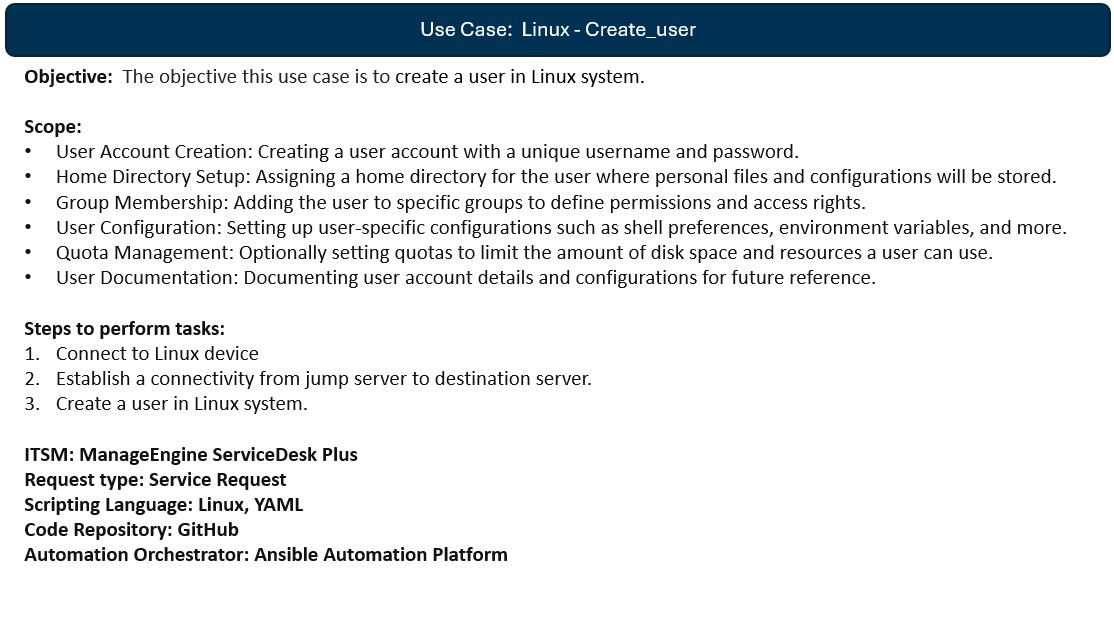 Use Case:  Linux - Create_user
Objective:  The objective this use case is to create a user in Linux system.
Scope:
• User Account Creation: Creating a user account with a unique username and password.
• Home Directory Setup: Assigning a home directory for the user where personal files and configurations will be stored.
• Group Membership: Adding the user to specific groups to define permissions and access rights.
• User Configuration: Setting up user-specific configurations such as shell preferences, environment variables, and more.
• Quota Management: Optionally setting quotas to limit the amount of disk space and resources a user can use.
• User Documentation: Documenting user account details and configurations for future reference.
Steps to perform tasks:
1. Connect to Linux device
2. Establish a connectivity from jump server to destination server.
3. Create a user in Linux system.
ITSM: ManageEngine ServiceDesk Plus
Request type: Service Request
Scripting Language: Linux, YAML
Code Repository: GitHub
Automation Orchestrator: Ansible Automation Platform